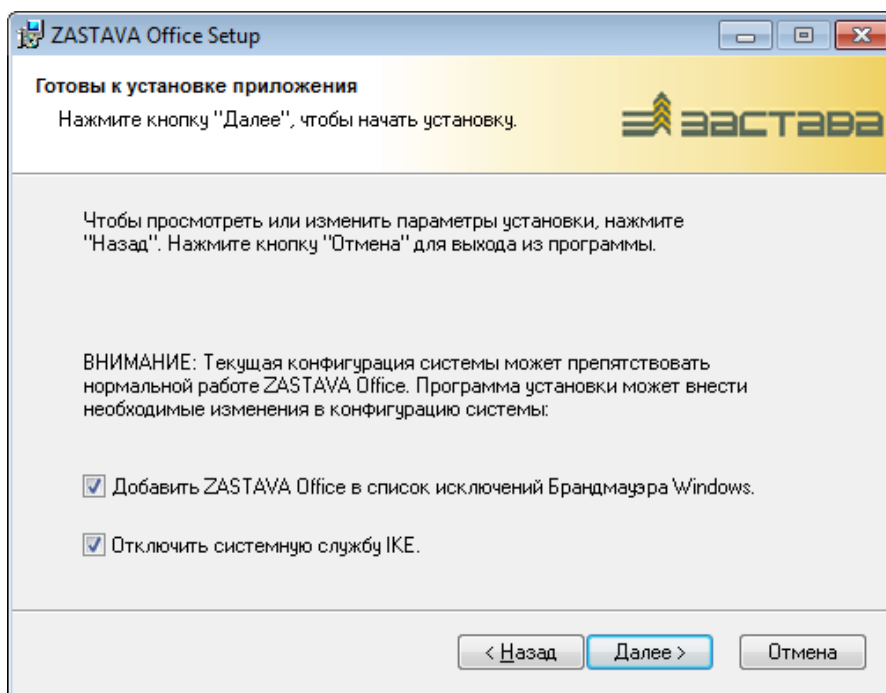 ZASTAVA Office Setup
Готовы к установке приложения
Нажмите кнопку "Далее", чтобы начать установку.
ЗАСТАВА
Чтобы просмотреть или изменить параметры установки, нажмите
"Назад". Нажмите кнопку "Отмена" для выхода из программы.
ВНИМАНИЕ: Текущая конфигурация системы может препятствовать
нормальной работе ZASTAVA Office. Программа установки может внести
необходимые изменения в конфигурацию системы:
Добавить ZASTAVA Office в список исключений Брандмауэра Windows.
Отключить системную службу IKE.
< Назад Далее > Отмена